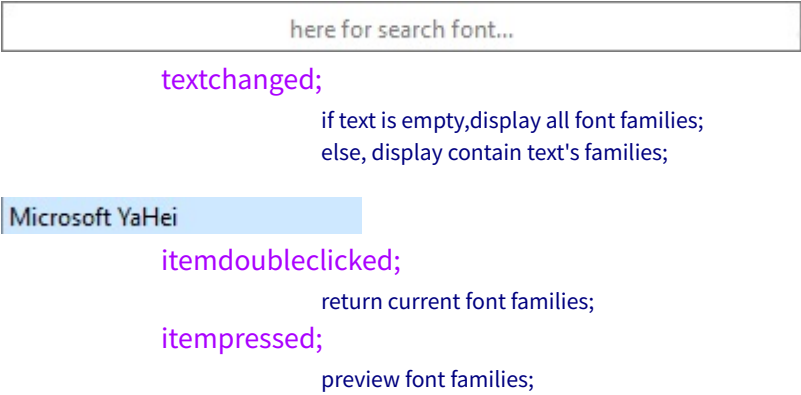 here for search font...
textchanged;
if text is empty,display all font families;
else, display contain text's families;
Microsoft YaHei
itemdoubleclicked;
return current font families;
itempressed;
preview font families;